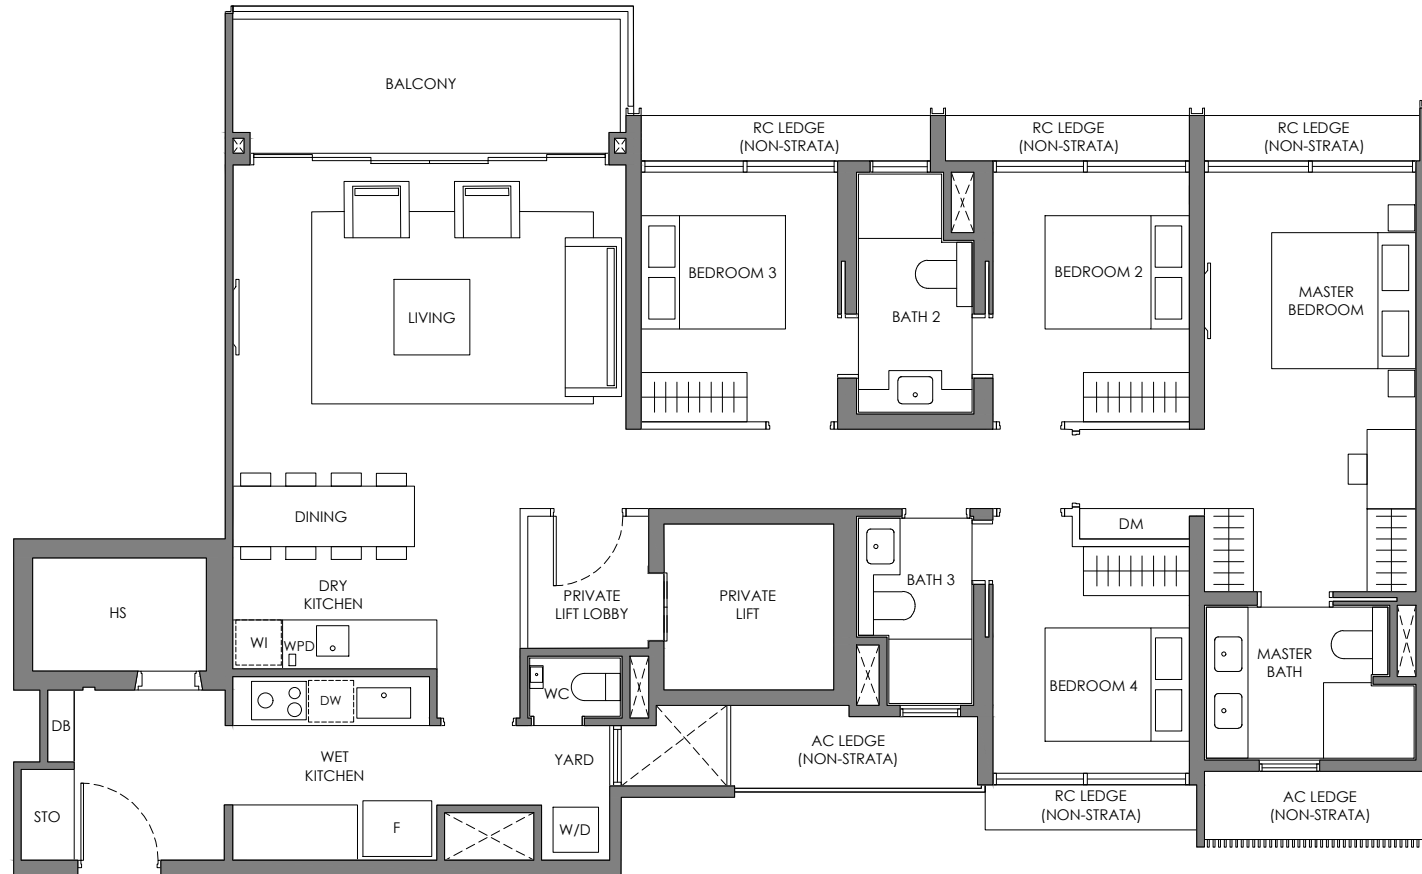 BALCONY
RC LEDGE
(NON-STRATA)
RC LEDGE
(NON-STRATA)
RC LEDGE
(NON-STRATA)
BEDROOM 3
BEDROOM 2
MASTER
BEDROOM
LIVING
BATH 2
DINING
DM
DRY
KITCHEN
PRIVATE
LIFT LOBBY
PRIVATE
LIFT
BATH 3
HS
WI
WPD
MASTER
BATH
WC
BEDROOM 4
DW
DB
WET
KITCHEN
YARD
AC LEDGE
(NON-STRATA)
RC LEDGE
(NON-STRATA)
AC LEDGE
(NON-STRATA)
STO
F
W/D